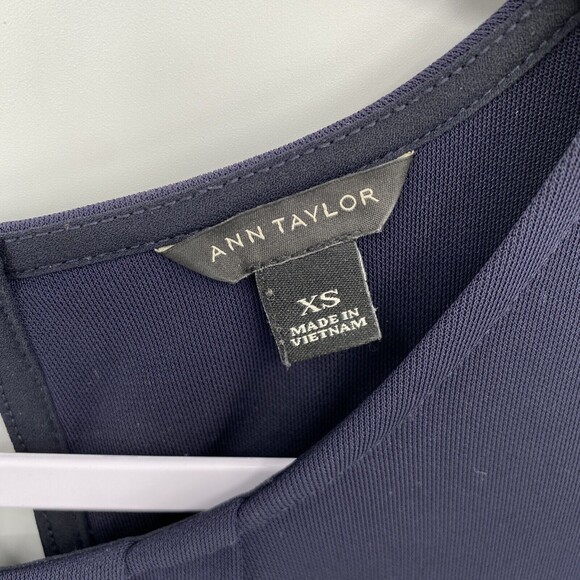 ANN TAYLOR
XS
MADE IN
VIETNAM